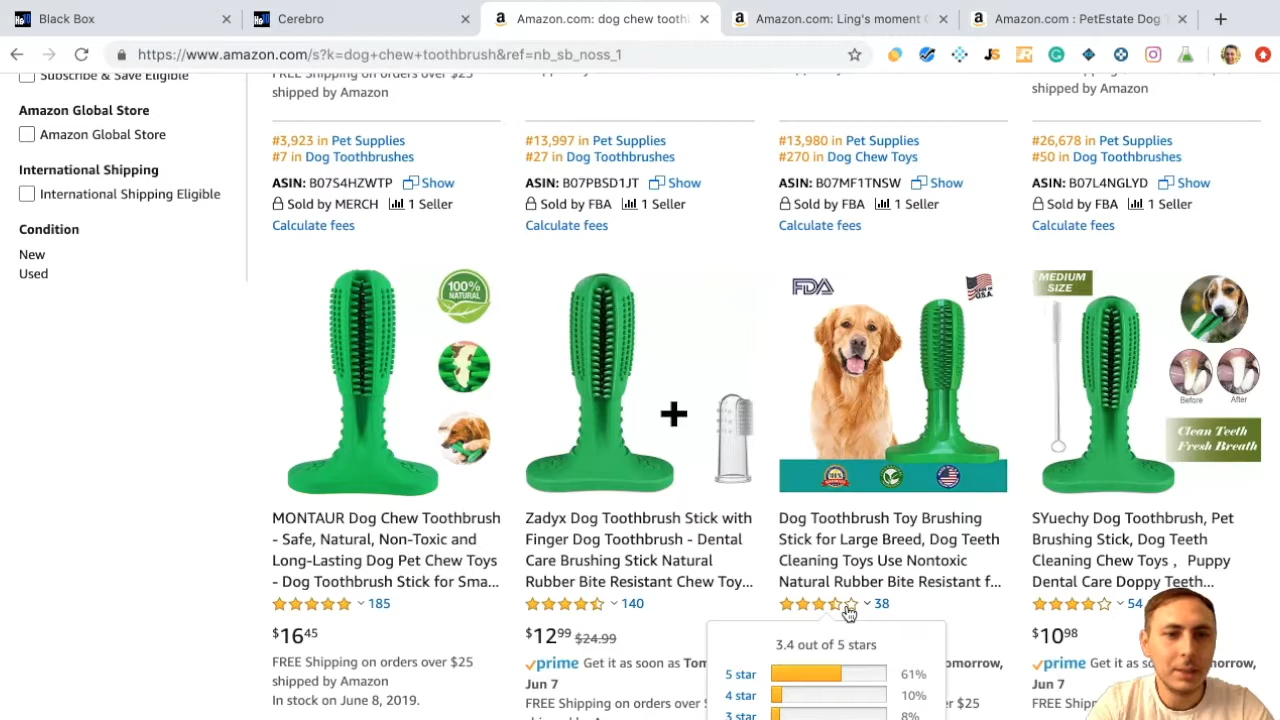 Black Box
Cerebro
Amazon.com: dog chew tooth
Amazon.com: Ling's moment
Amazon.com : PetEstate Dog
https://www.amazon.com/s?k=dog+chew+toothbrush&ref=nb_sb_noss_1
Subscribe & Save Eligible
Amazon Global Store
Amazon Global Store
International Shipping
International Shipping Eligible
Condition
New
Used
FREE Shipping on orders over $25
shipped by Amazon
shipped by Amazon
#3,923 in Pet Supplies
#7 in Dog Toothbrushes
ASIN: B07S4HZWTP Show
Sold by MERCH 1 Seller
Calculate fees
#13,997 in Pet Supplies
#27 in Dog Toothbrushes
ASIN: B07PBSD1JT Show
Sold by FBA 1 Seller
Calculate fees
#13,980 in Pet Supplies
#270 in Dog Chew Toys
ASIN: B07MF1TNSW Show
Sold by FBA 1 Seller
Calculate fees
#26,678 in Pet Supplies
#50 in Dog Toothbrushes
ASIN: B07L4NGLYD Show
Sold by FBA 1 Seller
Calculate fees
100%
NATURAL
MONTAUR Dog Chew Toothbrush
- Safe, Natural, Non-Toxic and
Long-Lasting Dog Pet Chew Toys
- Dog Toothbrush Stick for Sma...
185
$16.45
FREE Shipping on orders over $25
shipped by Amazon
In stock on June 8, 2019.
+
Zadyx Dog Toothbrush Stick with
Finger Dog Toothbrush - Dental
Care Brushing Stick Natural
Rubber Bite Resistant Chew Toy...
140
$12.99 $24.99
prime Get it as soon as Tom
Jun 7
FREE Shipping on orders over $25
FDA
Dog Toothbrush Toy Brushing
Stick for Large Breed, Dog Teeth
Cleaning Toys Use Nontoxic
Natural Rubber Bite Resistant f...
38
3.4 out of 5 stars
5 star 61%
4 star 10%
3 star 8%
MEDIUM
SIZE
Before After
Clean Teeth
Fresh Breath
SYuechy Dog Toothbrush, Pet
Brushing Stick, Dog Teeth
Cleaning Chew Toys ,Puppy
Dental Care Doppy Teeth...
54
$10.98
prime Get it as so
Jun 7
FREE Shipp